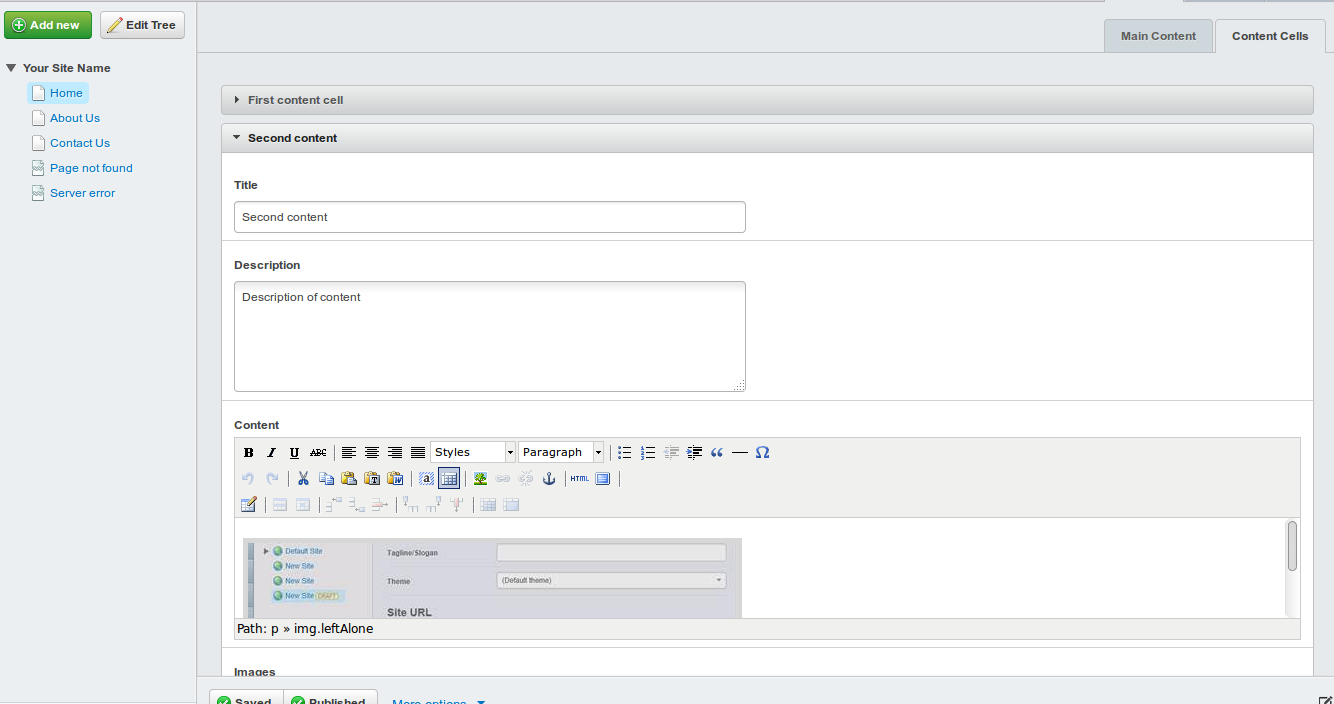 Add new
Edit Tree
Main Content
Content Cells
Your Site Name
Home
About Us
Contact Us
Page not found
Server error
First content cell
Second content
Title
Second content
Description
Description of content
Content
B I U ABC Styles Paragraph “ Ω
HTML
Default Site
New Site
New Site
New Site (DRAFT)
Tagline/Slogan
Theme
(Default theme)
Site URL
Path: p » img.leftAlone
Images
Saved
Published
More options